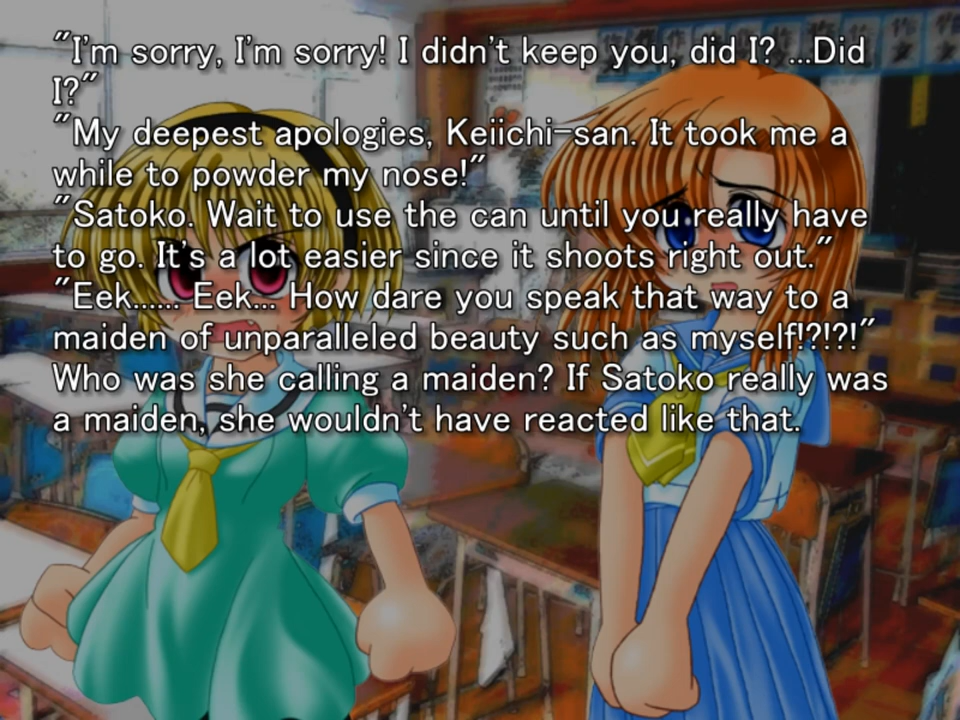 "I'm sorry, I'm sorry! I didn't keep you, did I? ...Did
I?"
"My deepest apologies, Keiichi-san. It took me a
while to powder my nose!"
"Satoko. Wait to use the can until you really have
to go. It's a lot easier since it shoots right out."
"Eek...... Eek... How dare you speak that way to a
maiden of unparalleled beauty such as myself!?!?!"
Who was she calling a maiden? If Satoko really was
a maiden, she wouldn't have reacted like that.